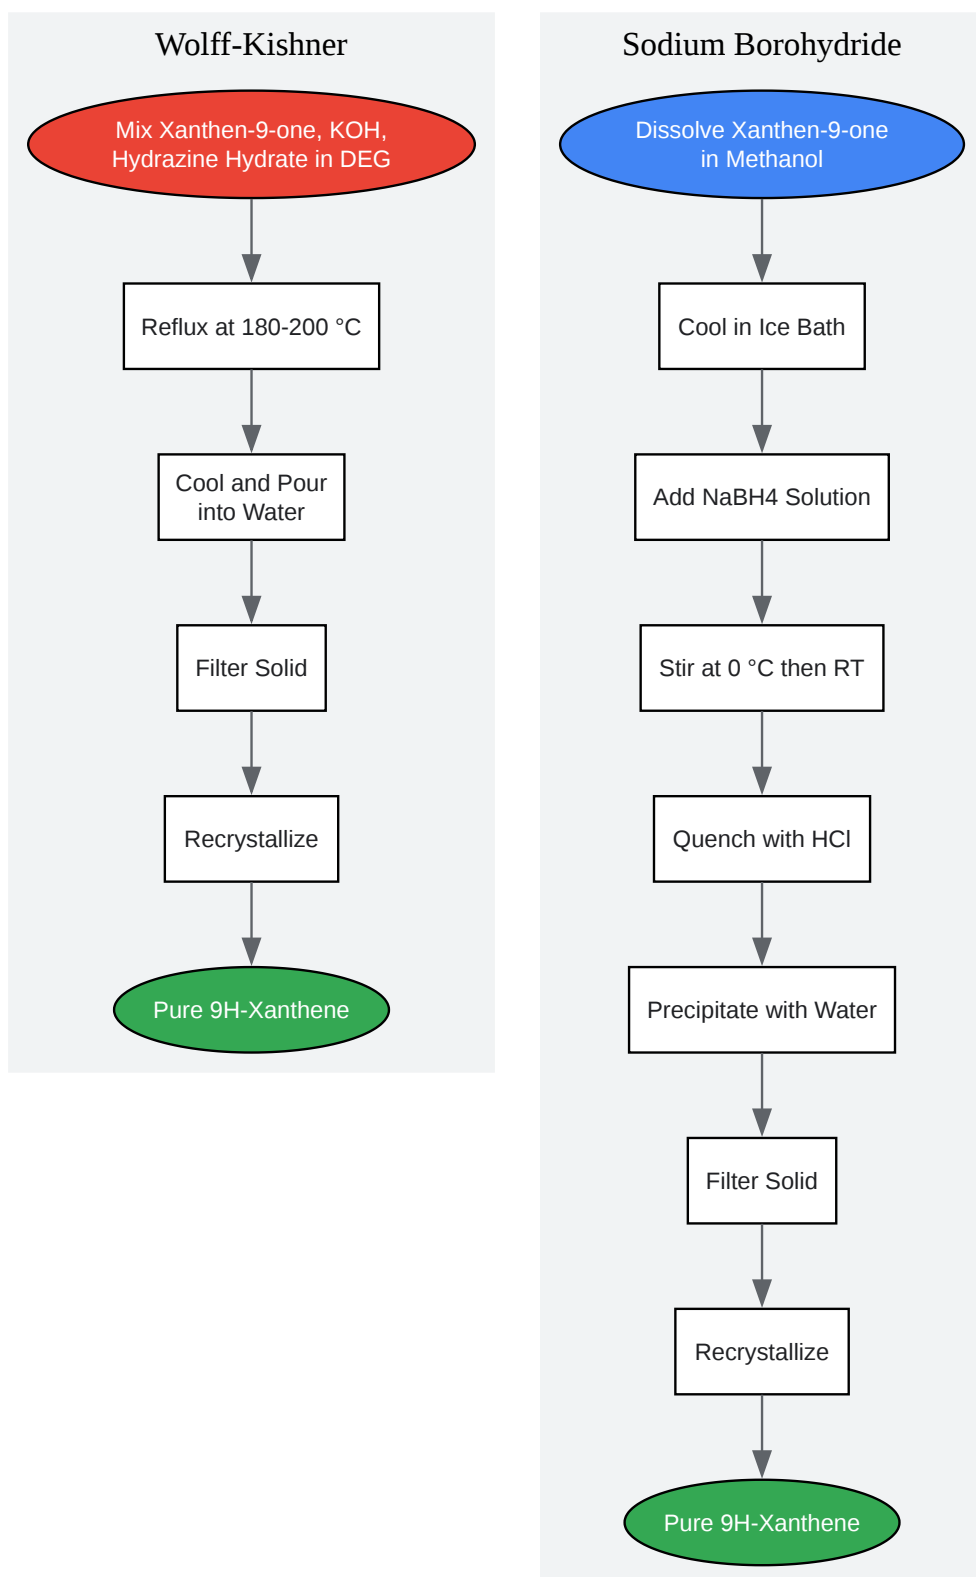 Wolff-Kishner
Mix Xanthen-9-one, KOH,
Hydrazine Hydrate in DEG
Reflux at 180-200 °C
Cool and Pour
into Water
Filter Solid
Recrystallize
Pure 9H-Xanthene
Sodium Borohydride
Dissolve Xanthen-9-one
in Methanol
Cool in Ice Bath
Add NaBH4 Solution
Stir at 0 °C then RT
Quench with HCl
Precipitate with Water
Filter Solid
Recrystallize
Pure 9H-Xanthene